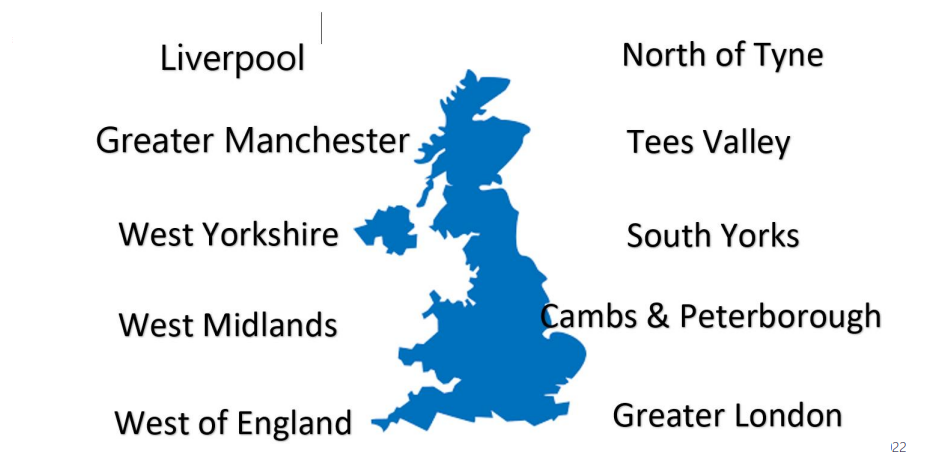 Liverpool
North of Tyne
Greater Manchester
Tees Valley
West Yorkshire
South Yorks
West Midlands
Cambs & Peterborough
West of England
Greater London
22